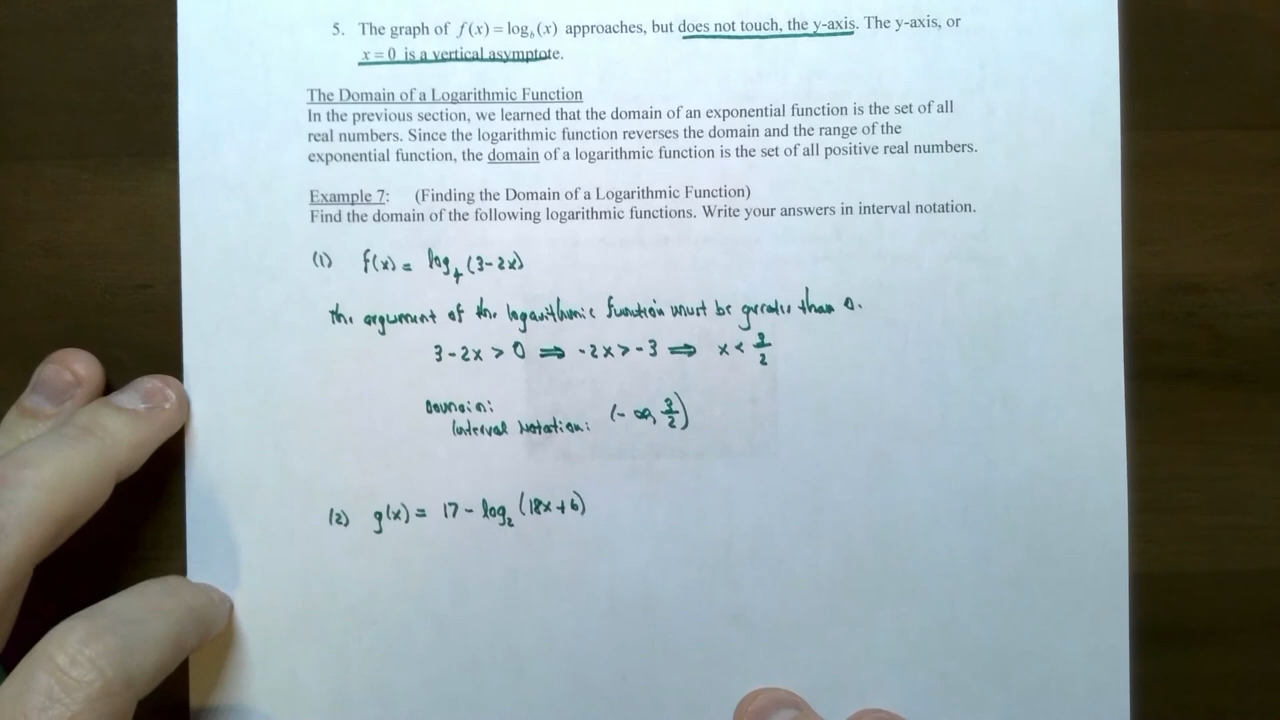 5. The graph of f(x) = log_b(x) approaches, but does not touch, the y-axis. The y-axis, or
x = 0 is a vertical asymptote.
The Domain of a Logarithmic Function
In the previous section, we learned that the domain of an exponential function is the set of all
real numbers. Since the logarithmic function reverses the domain and the range of the
exponential function, the domain of a logarithmic function is the set of all positive real numbers.
Example 7: (Finding the Domain of a Logarithmic Function)
Find the domain of the following logarithmic functions. Write your answers in interval notation.
(1) f(x) = log (3-2x)
the argument of the logarithmic function must be greater than 0.
3-2x > 0 ⇒ -2x > -3 ⇒ x < 3/2
Domain:
Interval Notation: (-∞, 3/2)
(2) g(x) = 17 - log₂ (18x+6)